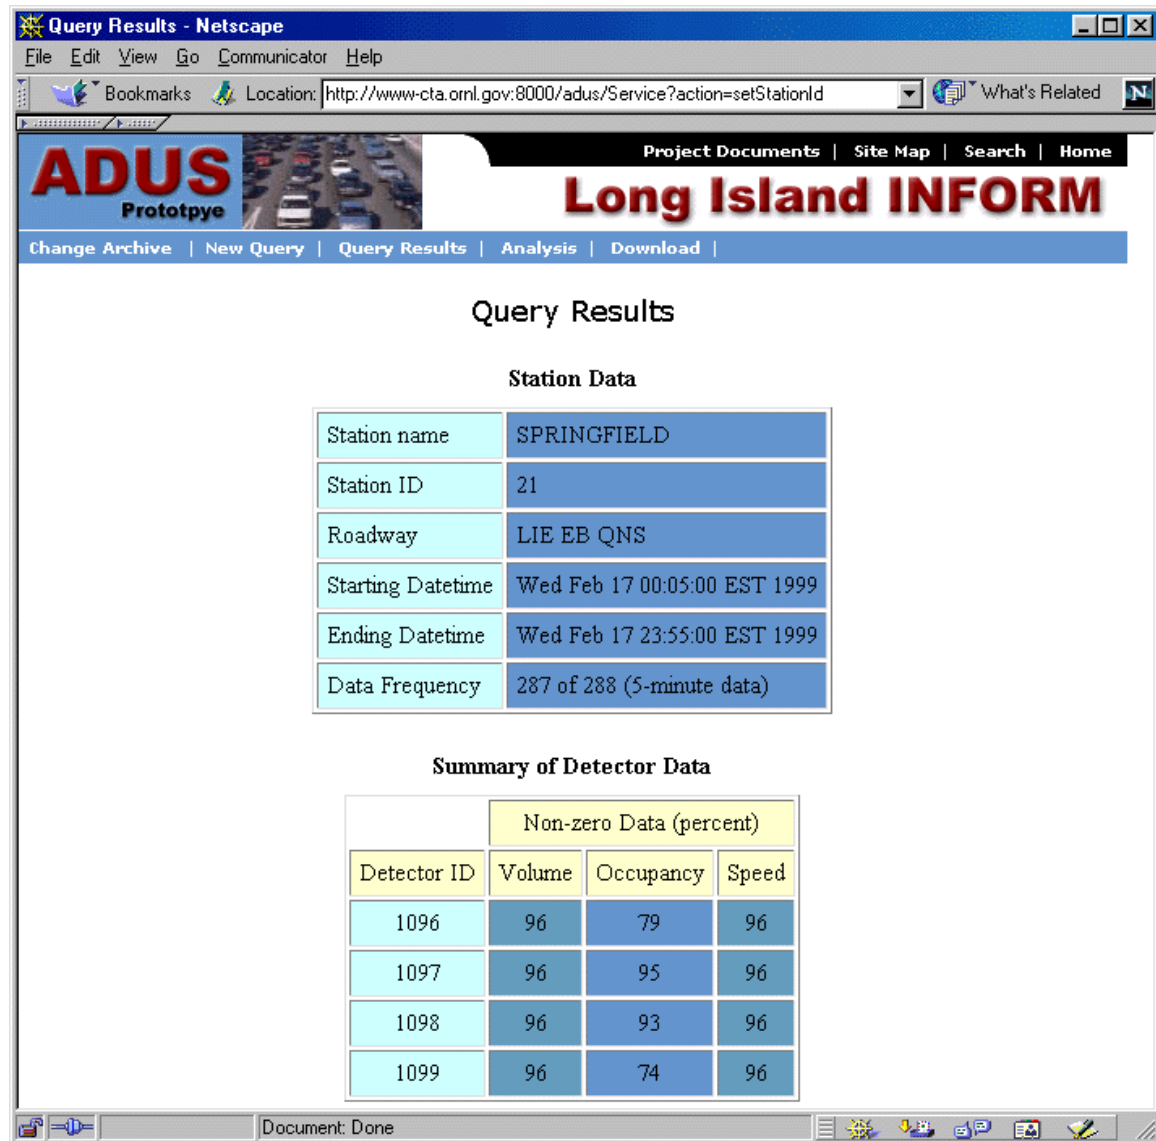 Query Results - Netscape
File Edit View Go Communicator Help
Bookmarks Location: http://www-cta.ornl.gov:8000/adus/Service?action=setStationId What's Related N
ADUS
Prototpye
Project Documents | Site Map | Search | Home
Long Island INFORM
Change Archive | New Query | Query Results | Analysis | Download |
Query Results
Station Data
Station name SPRINGFIELD
Station ID 21
Roadway LIE EB QNS
Starting Datetime Wed Feb 17 00:05:00 EST 1999
Ending Datetime Wed Feb 17 23:55:00 EST 1999
Data Frequency 287 of 288 (5-minute data)
Summary of Detector Data
Non-zero Data (percent)
Detector ID Volume Occupancy Speed
1096 96 79 96
1097 96 95 96
1098 96 93 96
1099 96 74 96
Document: Done